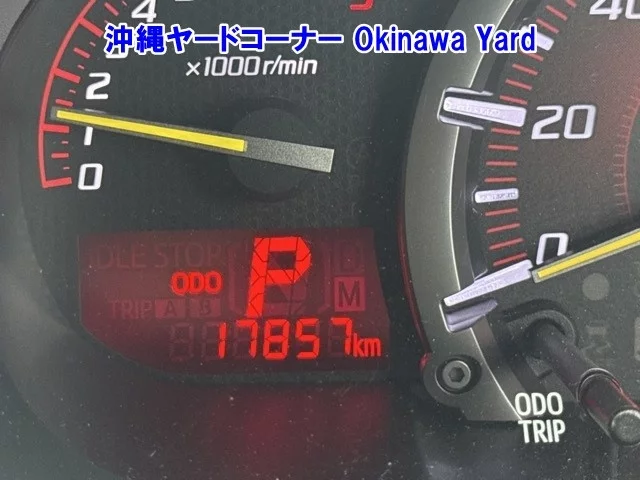 沖縄ヤードコーナー Okinawa Yard
4
40
×1000r/min
2
20
1
0
IDLE STOP
P
ODO
0
TRIP A B
M
17857km
ODO
TRIP